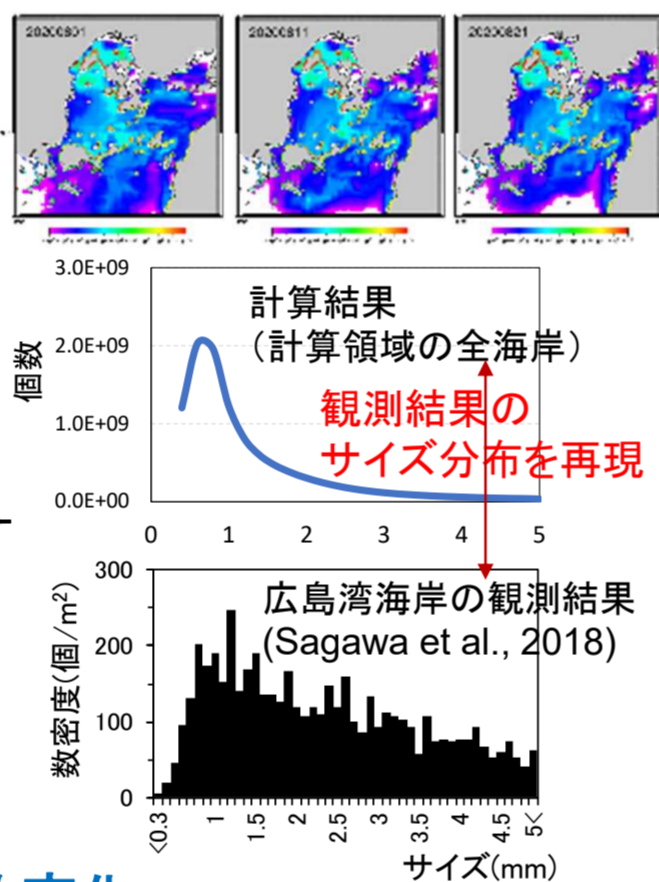 20200801
20200811
20200821
3.0E+09
2.0E+09
1.0E+09
0.0E+00
個数
計算結果
（計算領域の全海岸）
観測結果の
サイズ分布を再現
0 1 2 3 4 5
300
200
100
0
数密度(個/m²)
広島湾海岸の観測結果
(Sagawa et al., 2018)
<0.3 1 1.5 2 2.5 3 3.5 4 4.5 5<
サイズ(mm)